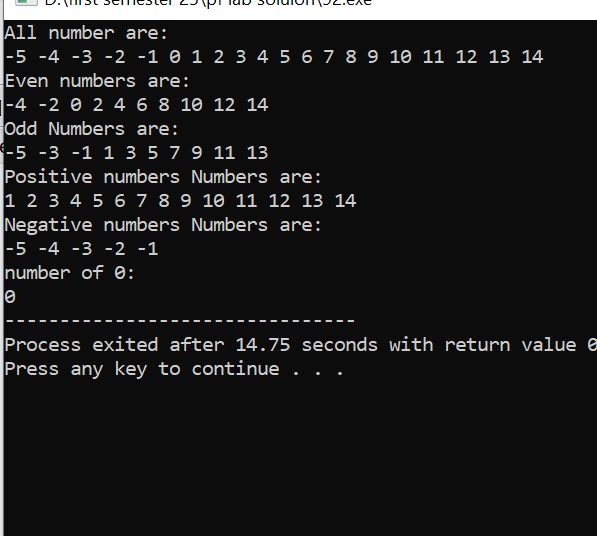 D:\first semester 23\pf lab solution\52.exe
All number are:
-5 -4 -3 -2 -1 0 1 2 3 4 5 6 7 8 9 10 11 12 13 14
Even numbers are:
-4 -2 0 2 4 6 8 10 12 14
Odd Numbers are:
-5 -3 -1 1 3 5 7 9 11 13
Positive numbers Numbers are:
1 2 3 4 5 6 7 8 9 10 11 12 13 14
Negative numbers Numbers are:
-5 -4 -3 -2 -1
number of 0:
0
--------------------------------
Process exited after 14.75 seconds with return value 0
Press any key to continue . . .